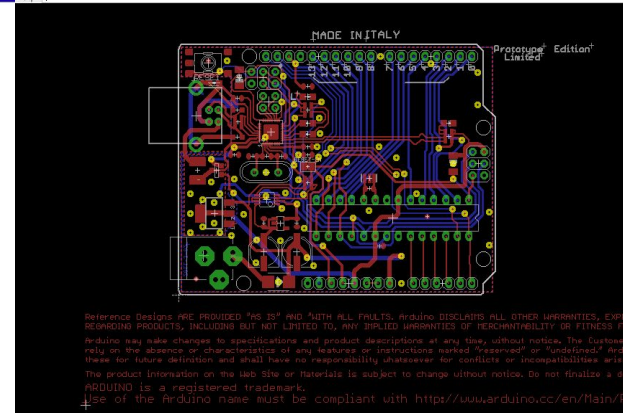 MADE IN ITALY
Prototype Edition
Limited
Reference Designs ARE PROVIDED "AS IS" AND "WITH ALL FAULTS. Arduino DISCLAIMS ALL OTHER WARRANTIES,
REGARDING PRODUCTS, INCLUDING BUT NOT LIMITED TO, ANY IMPLIED WARRANTIES OF MERCHANTABILITY OR FITNESS
Arduino may make changes to specifications and product descriptions at any time, without notice. The
rely on the absence or characteristics of any features or instructions marked "reserved" or "undefined."
these for future definition and shall have no responsibility whatsoever for conflicts or incompatibilities
The product information on the Web Site or Materials is subject to change without notice. Do not finalize a
ARDUINO is a registered trademark.
Use of the Arduino name must be compliant with http://www.arduino.cc/en/Main/